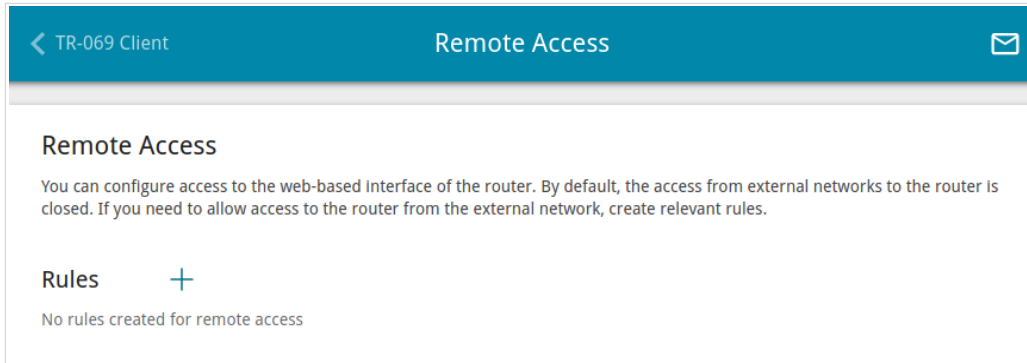 TR-069 Client
Remote Access
Remote Access
You can configure access to the web-based interface of the router. By default, the access from external networks to the router is
closed. If you need to allow access to the router from the external network, create relevant rules.
Rules
No rules created for remote access